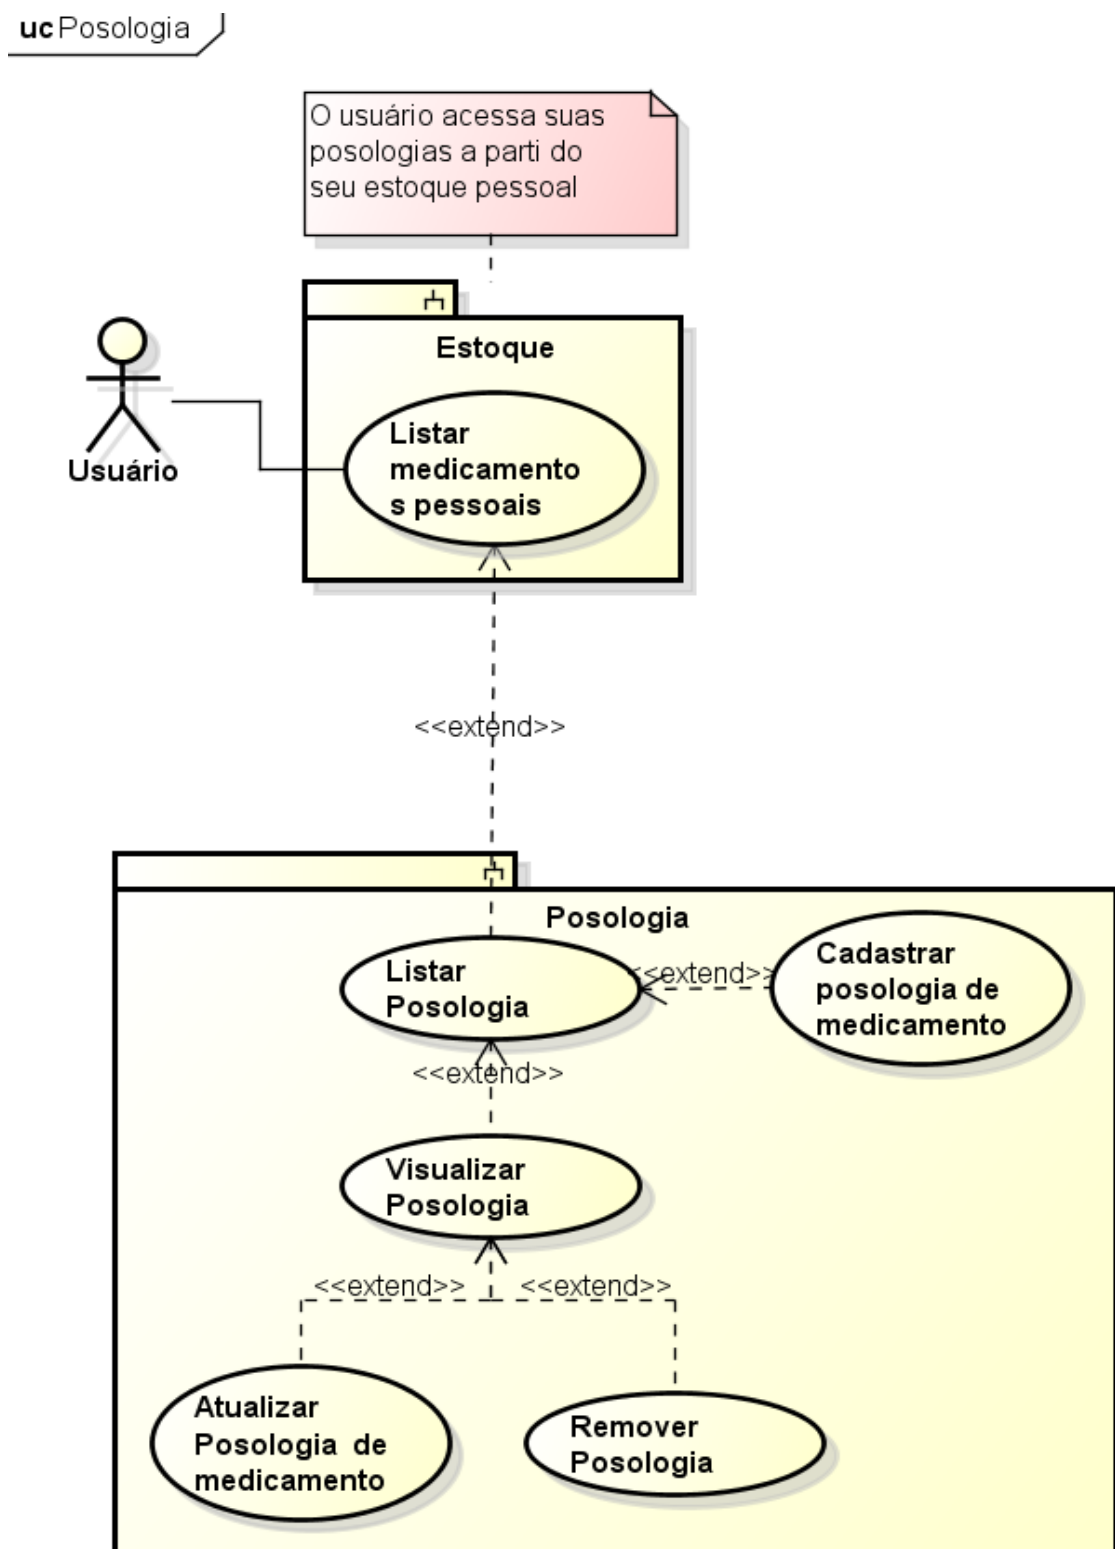 uc Posologia
O usuário acessa suas
posologias a parti do
seu estoque pessoal
Estoque
Listar
medicamento
s pessoais
Usuário
<<extend>>
Posologia
Listar
Posologia
<<extend>>
Cadastrar
posologia de
medicamento
<<extend>>
Visualizar
Posologia
<<extend>>
<<extend>>
Atualizar
Posologia de
medicamento
Remover
Posologia